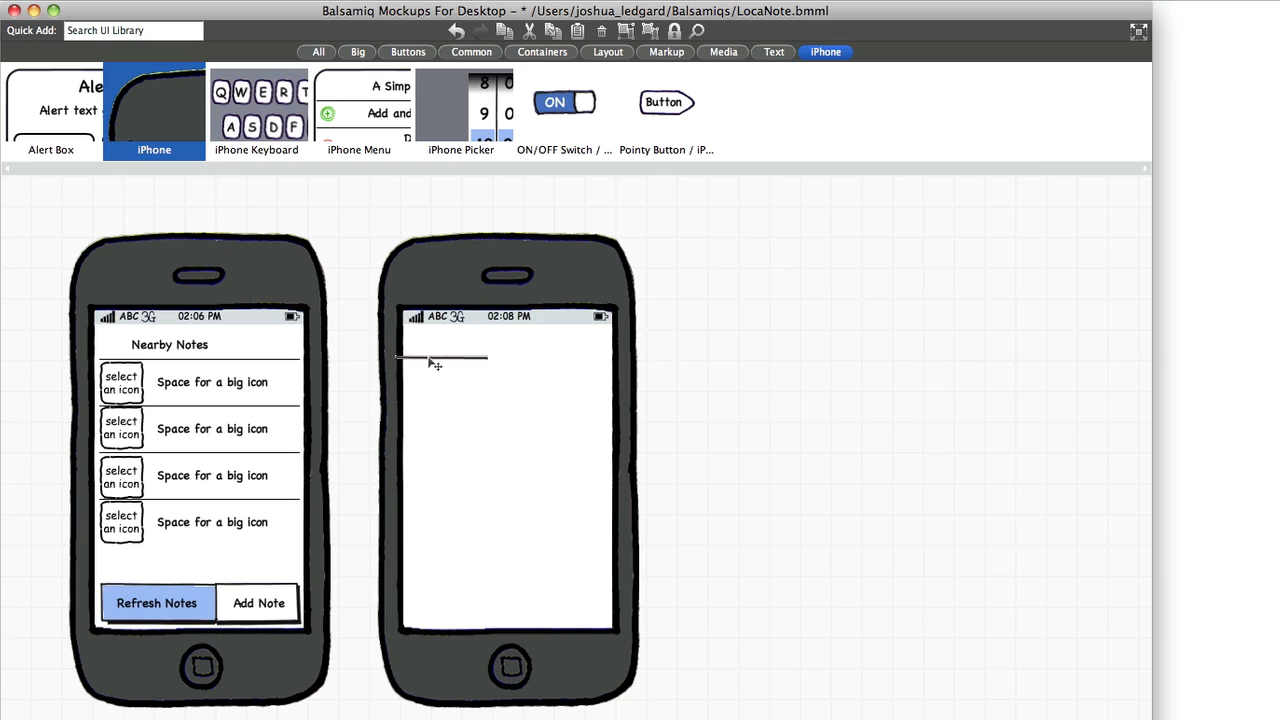 Balsamiq Mockups For Desktop - * /Users/joshua_ledgard/Balsamiqs/LocaNote.bmml
Quick Add: Search UI Library
All Big Buttons Common Containers Layout Markup Media Text iPhone
Ale
Alert text
Q W E R T
A S D F
A Simp
Add and
8 0
9 0
ON
Button
Alert Box iPhone iPhone Keyboard iPhone Menu iPhone Picker ON/OFF Switch / ... Pointy Button / iP...
ABC 3G 02:06 PM
Nearby Notes
select
an icon
Space for a big icon
select
an icon
Space for a big icon
select
an icon
Space for a big icon
select
an icon
Space for a big icon
Refresh Notes Add Note
ABC 3G 02:08 PM